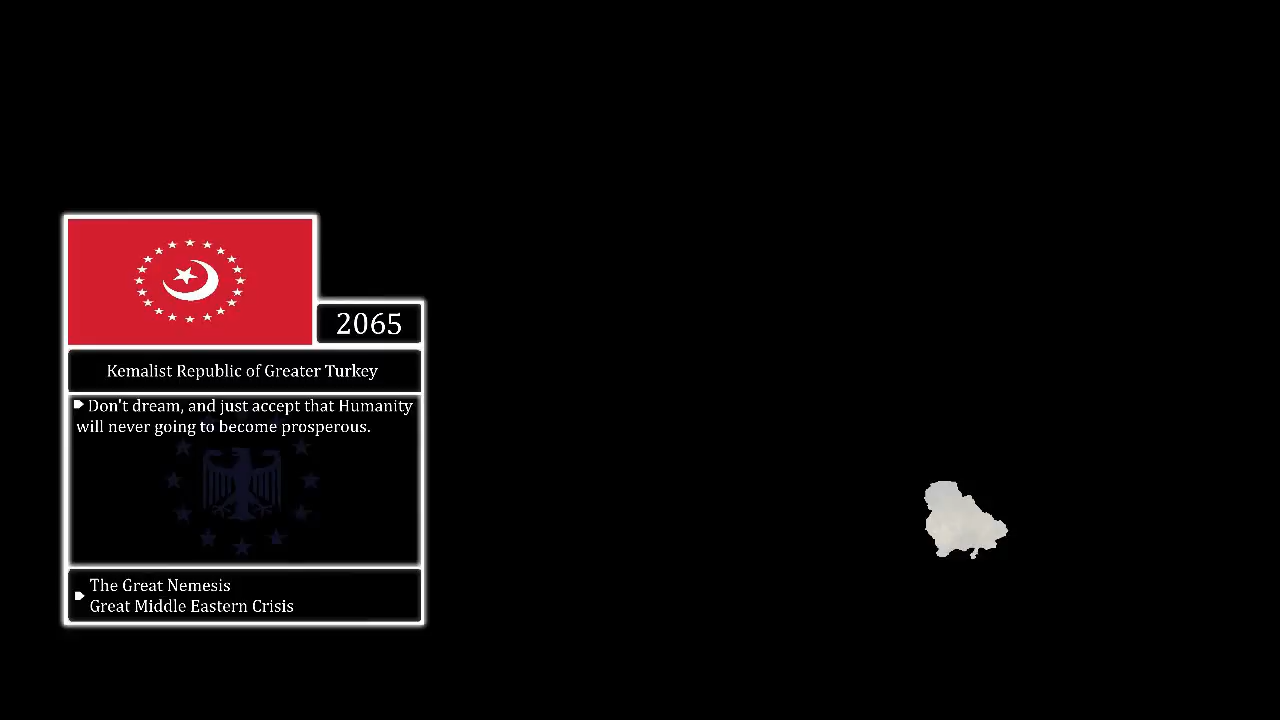 2065
Kemalist Republic of Greater Turkey
Don't dream, and just accept that Humanity
will never going to become prosperous.
The Great Nemesis
Great Middle Eastern Crisis